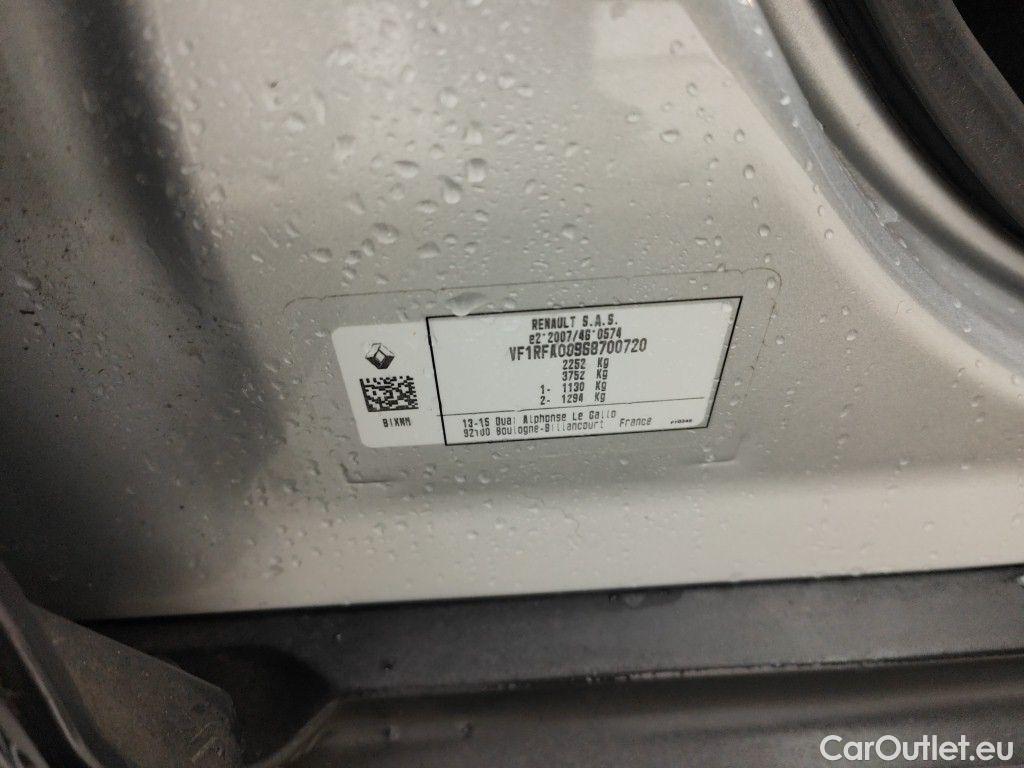 RENAULT S.A.S.
e2*2007/46*0574
VF1RFA00968700720
2252 Kg
3752 Kg
1- 1130 Kg
2- 1294 Kg
BIXNM
13-15 Quai Alphonse Le Gallo
92100 Boulogne-Billancourt France
CarOutlet.eu